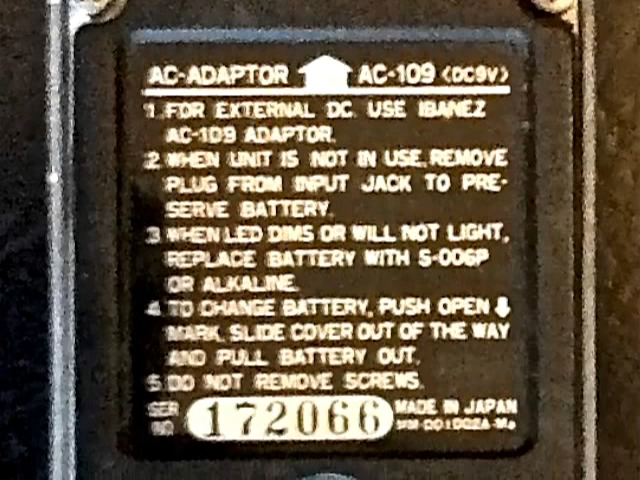 AC-ADAPTOR AC-109 (DC9V)
1 FOR EXTERNAL DC. USE IBANEZ
AC-109 ADAPTOR.
2 WHEN UNIT IS NOT IN USE, REMOVE
PLUG FROM INPUT JACK TO PRE-
SERVE BATTERY.
3 WHEN LED DIMS OR WILL NOT LIGHT,
REPLACE BATTERY WITH S-006P
OR ALKALINE.
4 TO CHANGE BATTERY, PUSH OPEN
MARK, SLIDE COVER OUT OF THE WAY
AND PULL BATTERY OUT.
5 DO NOT REMOVE SCREWS.
SER NO. 172066 MADE IN JAPAN